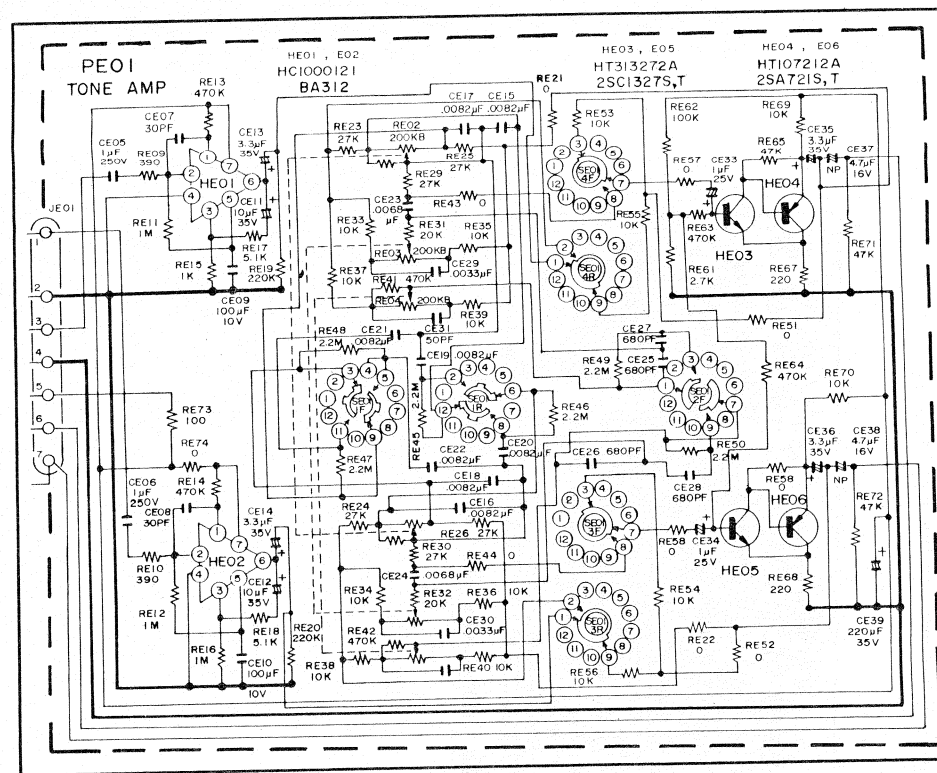 PE01
TONE AMP
HE01, E02
HC1000121
BA312
HE03, E05
HT313272A
2SC1327S,T
HE04, E06
HT107212A
2SA721S,T
RE13
470K
CE07
30PF
CE05
1µF
250V
RE09
390
CE13
3.3µF
35V
HE01
CE11
10µF
35V
RE11
1M
RE15
1K
RE17
5.1K
RE19
220K
CE09
100µF
10V
JE01
1
2
3
4
5
6
7
CE17
.0082µF
CE15
.0082µF
RE23
27K
RE02
200KB
RE25
27K
RE29
27K
CE23
.0068
µF
RE43
0
RE31
20K
RE33
10K
RE35
10K
RE03
200KB
CE29
.0033µF
RE37
10K
RE41
470K
RE04
200KB
RE39
10K
RE21
0
RE53
10K
SE01
4F
RE55
10K
SE01
4R
RE62
100K
RE57
0
CE33
1µF
25V
RE63
470K
RE61
2.7K
HE03
RE69
10K
RE65
47K
CE35
3.3µF
35V
HE04
NP
CE37
4.7µF
16V
RE71
47K
RE67
220
RE51
0
RE48
2.2M
CE21
.0082µF
CE31
50PF
CE19
.0082µF
SE01
1F
SE01
1R
2.2M
RE45
RE47
2.2M
RE46
2.2M
CE20
.0082µF
CE22
.0082µF
CE27
680PF
CE25
680PF
RE49
2.2M
SE01
2F
RE64
470K
RE50
2.2M
CE26
680PF
CE28
680PF
RE70
10K
CE36
3.3µF
35V
CE38
4.7µF
16V
NP
RE73
100
RE74
0
RE14
470K
CE06
1µF
250V
CE08
30PF
RE10
390
HE02
CE14
3.3µF
35V
CE12
10µF
35V
RE12
1M
RE16
1M
RE18
5.1K
RE20
220K
CE10
100µF
10V
CE18
.0082µF
CE16
.0082µF
RE24
27K
RE26
27K
RE30
27K
RE44
0
CE24
.0068µF
RE32
20K
RE34
10K
RE36
10K
CE30
.0033µF
RE42
470K
RE38
10K
RE40
10K
SE01
3F
SE01
3R
RE58
0
CE34
1µF
25V
HE05
RE58
0
HE06
RE72
47K
RE68
220
CE39
220µF
35V
RE54
10K
RE22
0
RE52
0
RE56
10K